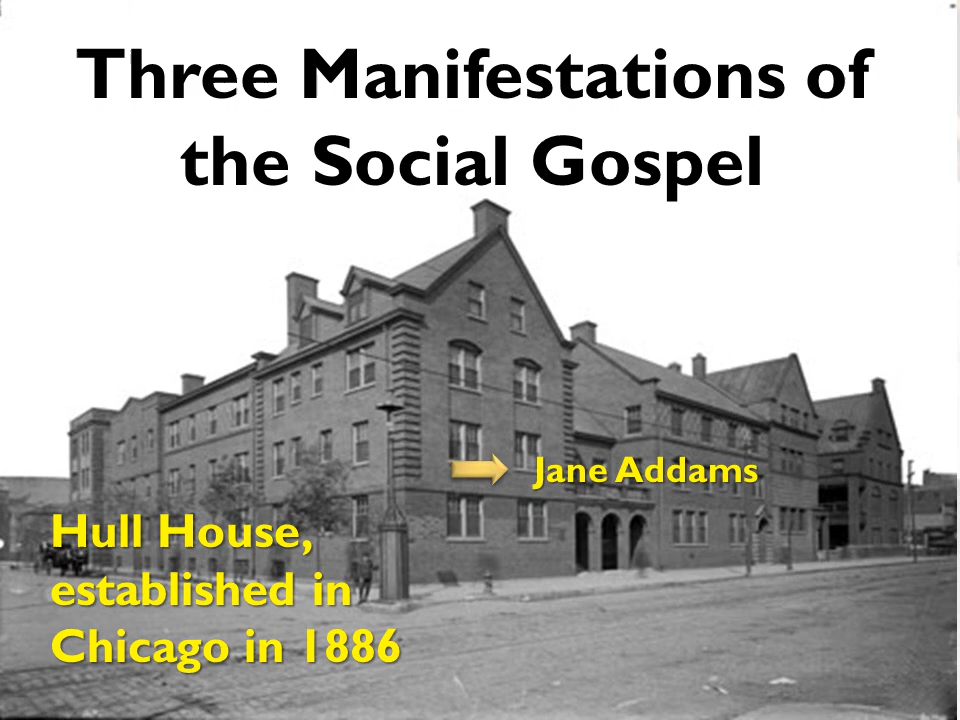 Three Manifestations of
the Social Gospel
Jane Addams
Hull House,
established in
Chicago in 1886